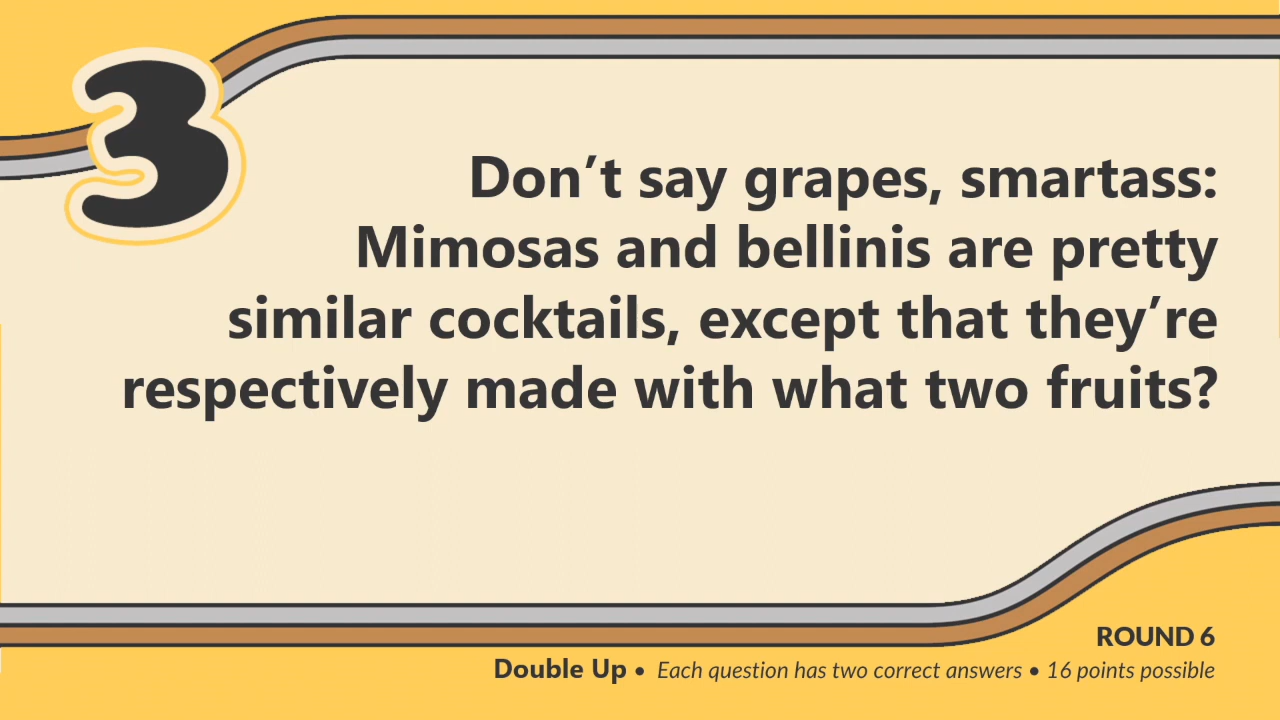 3
Don’t say grapes, smartass:
Mimosas and bellinis are pretty
similar cocktails, except that they’re
respectively made with what two fruits?
ROUND 6
Double Up • Each question has two correct answers • 16 points possible